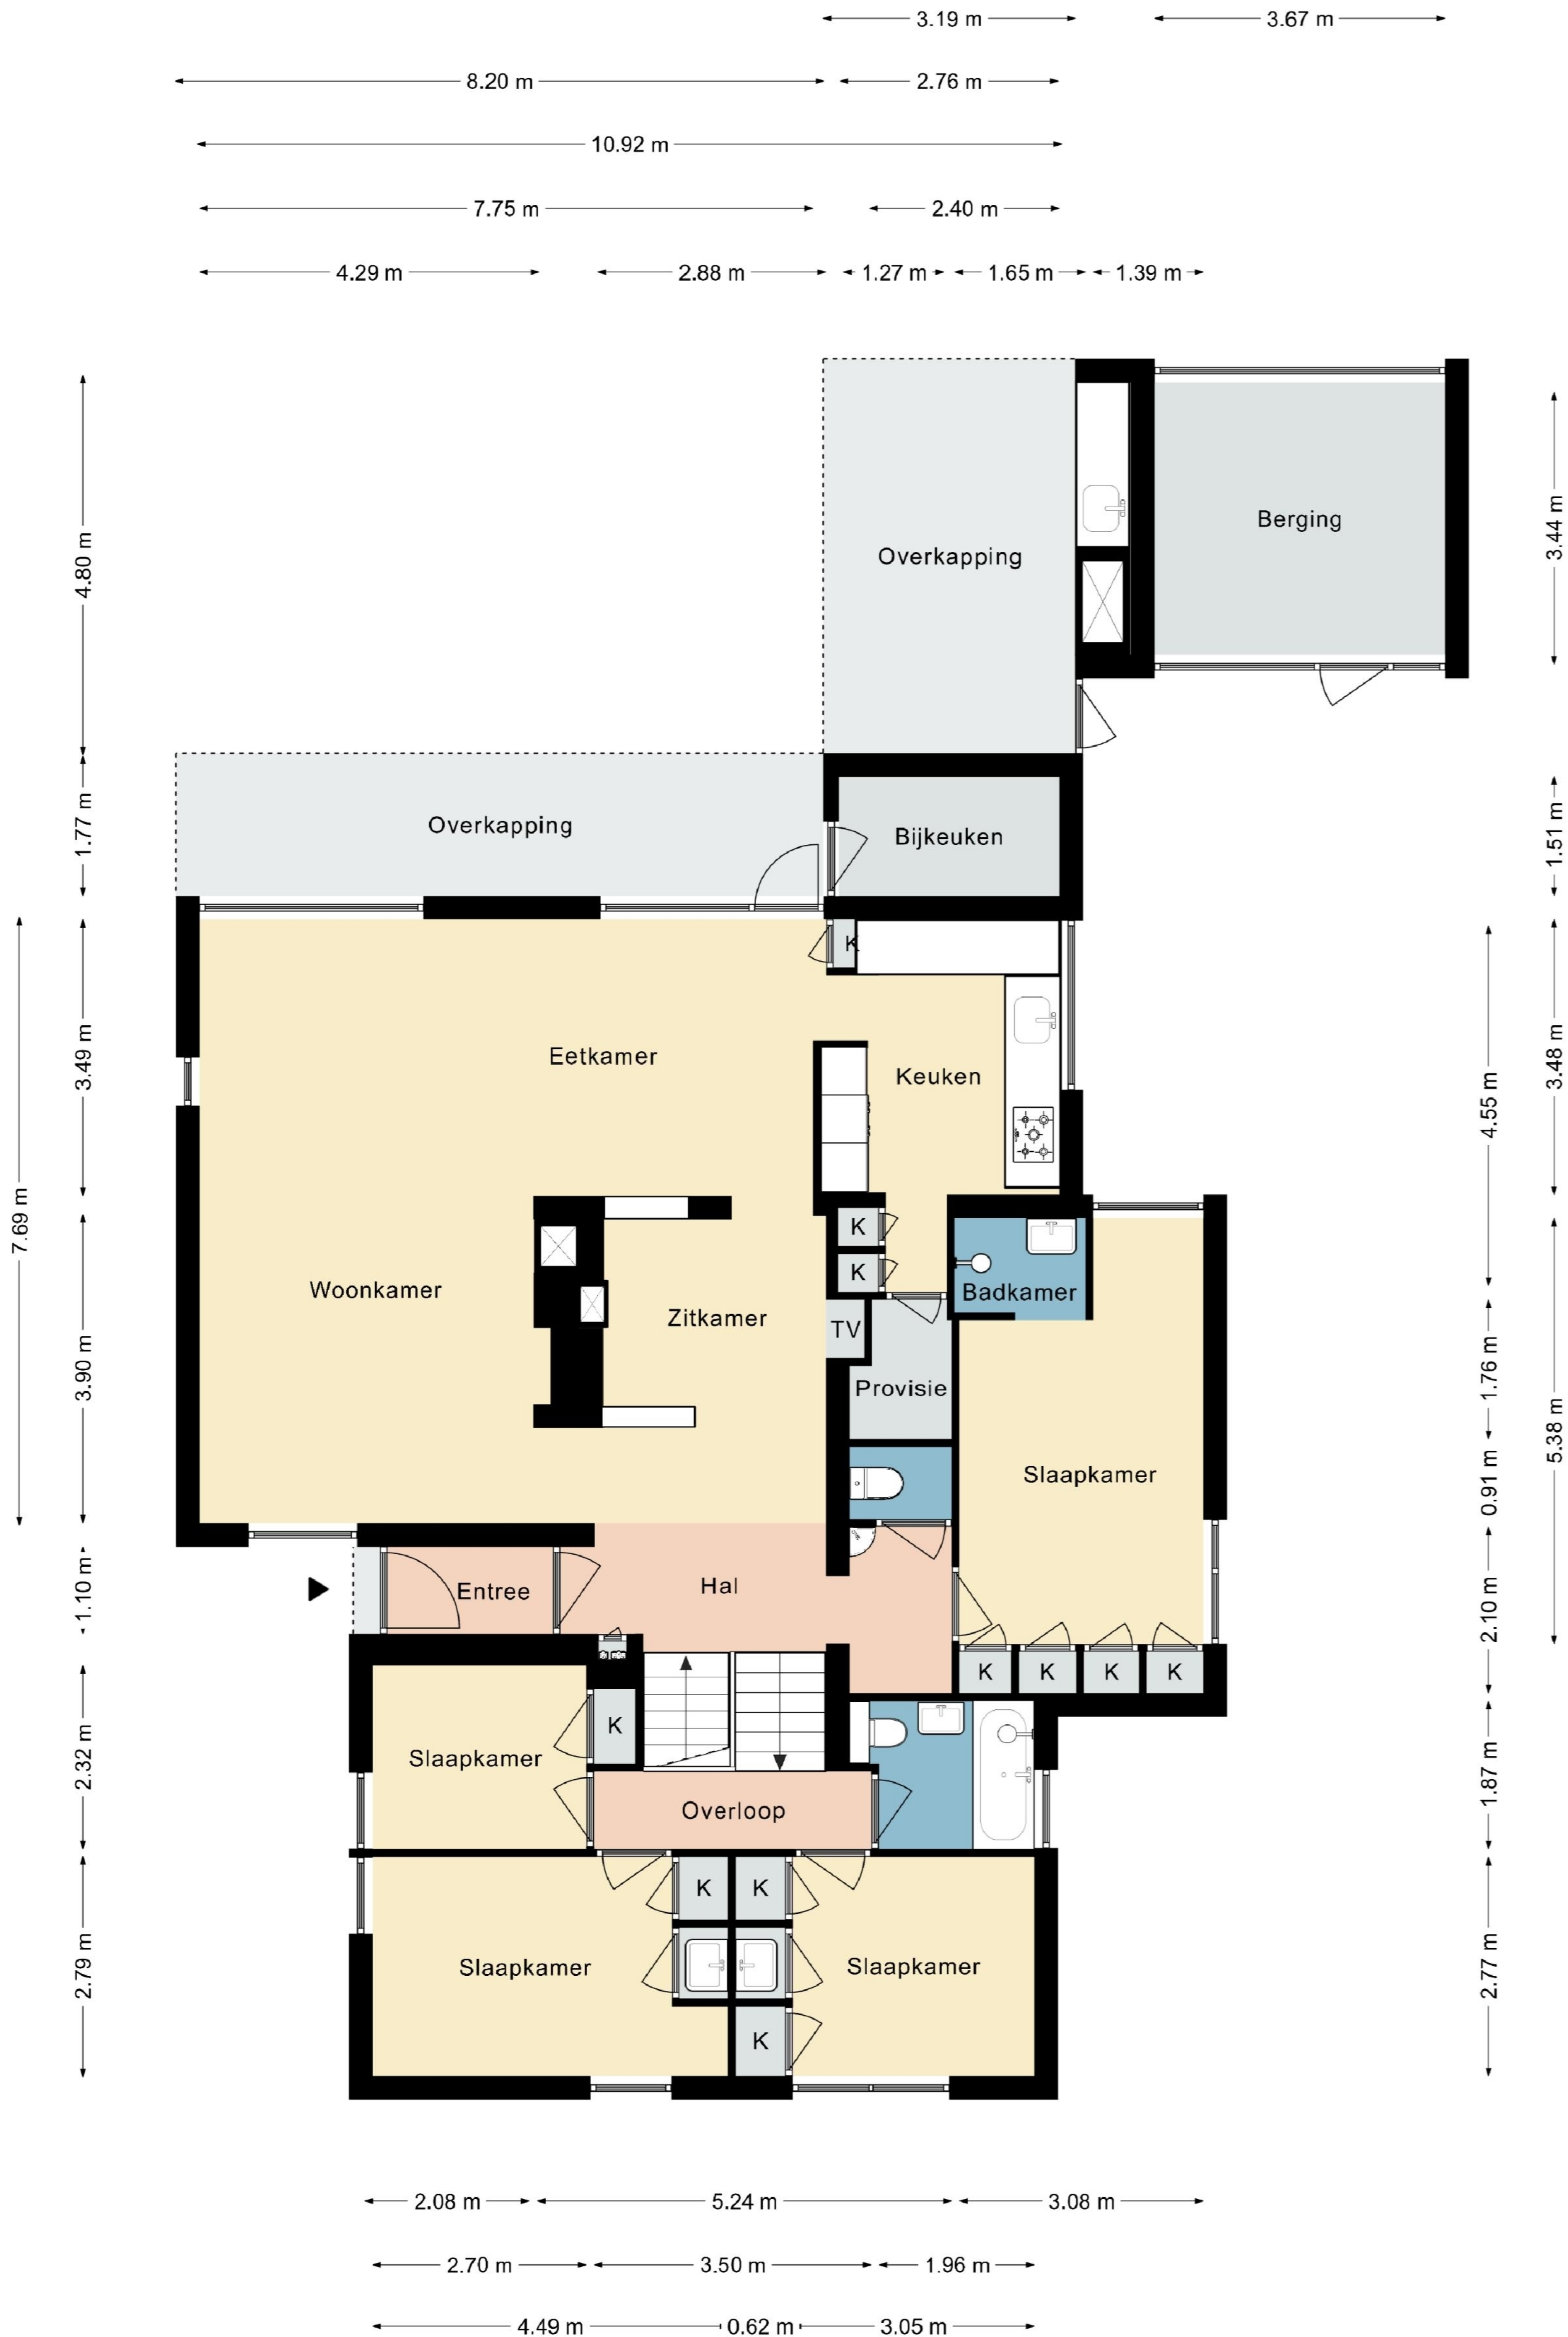 3.19 m 3.67 m
8.20 m 2.76 m
10.92 m
7.75 m 2.40 m
4.29 m 2.88 m 1.27 m 1.65 m 1.39 m
4.80 m
3.44 m
Berging
Overkapping
1.77 m
Overkapping
Bijkeuken
1.51 m
K
7.69 m
3.49 m
Eetkamer
Keuken
4.55 m
3.48 m
K
K
Woonkamer
Badkamer
Zitkamer
TV
3.90 m
1.76 m
Provisie
5.38 m
Slaapkamer
0.91 m
1.10 m
Entree
Hal
2.10 m
K K K K
K
2.32 m
Slaapkamer
1.87 m
Overloop
K K
2.79 m
Slaapkamer
Slaapkamer
2.77 m
K
2.08 m 5.24 m 3.08 m
2.70 m 3.50 m 1.96 m
4.49 m 0.62 m 3.05 m